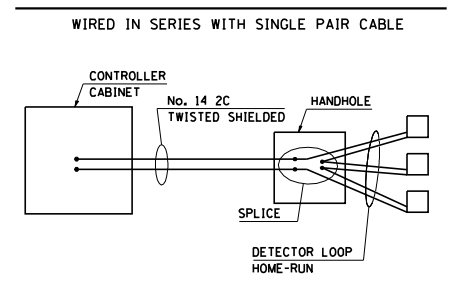 WIRED IN SERIES WITH SINGLE PAIR CABLE
CONTROLLER
CABINET
No. 14 2C
TWISTED SHIELDED
HANDHOLE
SPLICE
DETECTOR LOOP
HOME-RUN